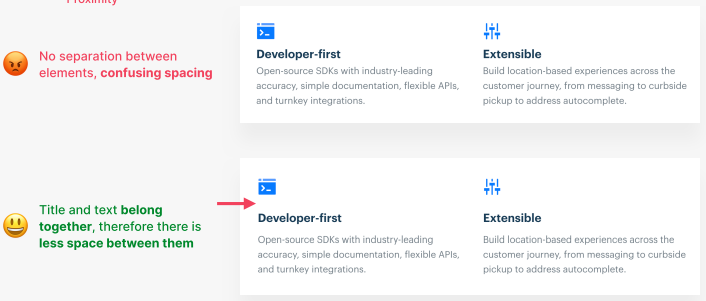 Proximity
No separation between
elements, confusing spacing
Developer-first
Open-source SDKs with industry-leading
accuracy, simple documentation, flexible APIs,
and turnkey integrations.
Extensible
Build location-based experiences across the
customer journey, from messaging to curbside
pickup to address autocomplete.
Title and text belong
together, therefore there is
less space between them
Developer-first
Open-source SDKs with industry-leading
accuracy, simple documentation, flexible APIs,
and turnkey integrations.
Extensible
Build location-based experiences across the
customer journey, from messaging to curbside
pickup to address autocomplete.